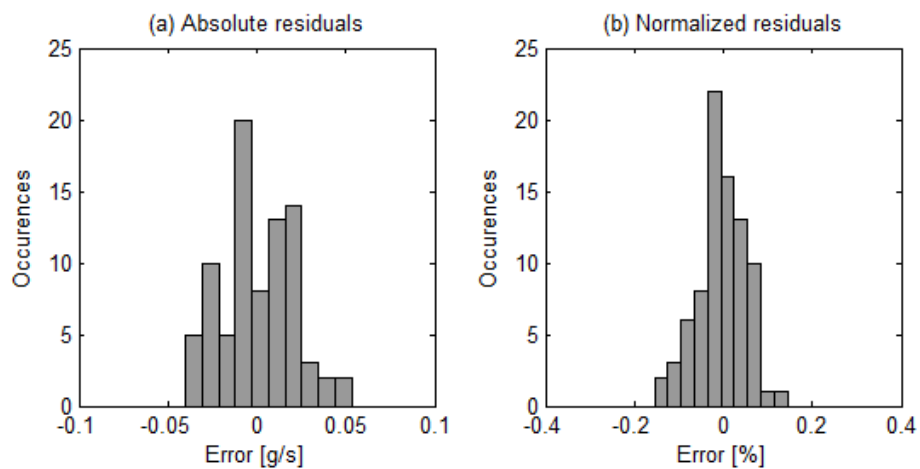 (a) Absolute residuals
25
20
15
10
5
0
-0.1 -0.05 0 0.05 0.1
Occurences
Error [g/s]
(b) Normalized residuals
25
20
15
10
5
0
-0.4 -0.2 0 0.2 0.4
Occurences
Error [%]